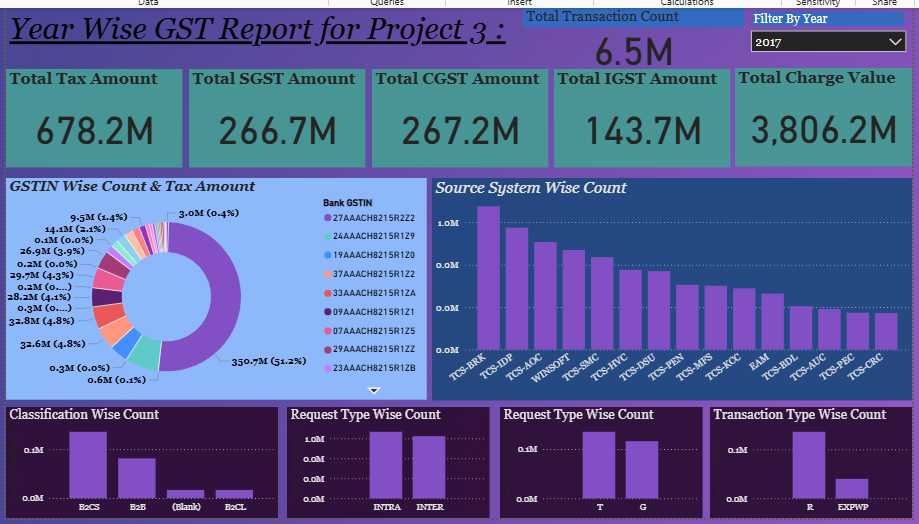 Data Queries Insert Calculations Sensitivity Share
Year Wise GST Report for Project 3 :
Total Transaction Count
6.5M
Filter By Year
2017
Total Tax Amount
678.2M
Total SGST Amount
266.7M
Total CGST Amount
267.2M
Total IGST Amount
143.7M
Total Charge Value
3,806.2M
GSTIN Wise Count & Tax Amount
3.0M (0.4%)
9.5M (1.4%)
14.1M (2.1%)
0.1M (0.0%)
26.9M (3.9%)
0.2M (0.0%)
29.7M (4.3%)
0.2M (0....)
28.2M (4.1%)
0.3M (0....)
32.8M (4.8%)
32.6M (4.8%)
0.3M (0.0%)
0.6M (0.1%)
350.7M (51.2%)
Bank GSTIN
27AAACH8215R2ZZ
24AAACH8215R1Z9
19AAACH8215R1Z0
37AAACH8215R1ZZ
33AAACH8215R1ZA
09AAACH8215R1Z1
07AAACH8215R1Z5
29AAACH8215R1ZZ
23AAACH8215R1ZB
Source System Wise Count
1.0M
0.0M
0.0M
0.0M
TCS-BRK TCS-IDP TCS-AOC WINSOFT TCS-SMC TCS-HVC TCS-DSU TCS-PEN TCS-MFS TCS-ACC EAM TCS-BDL TCS-AUC TCS-PEC TCS-CRC
Classification Wise Count
0.1M
0.0M
B2CS B2B (Blank) B2CL
Request Type Wise Count
1.0M
0.0M
0.0M
0.0M
INTRA INTER
Request Type Wise Count
0.1M
0.0M
T G
Transaction Type Wise Count
0.1M
0.0M
R EXPWP